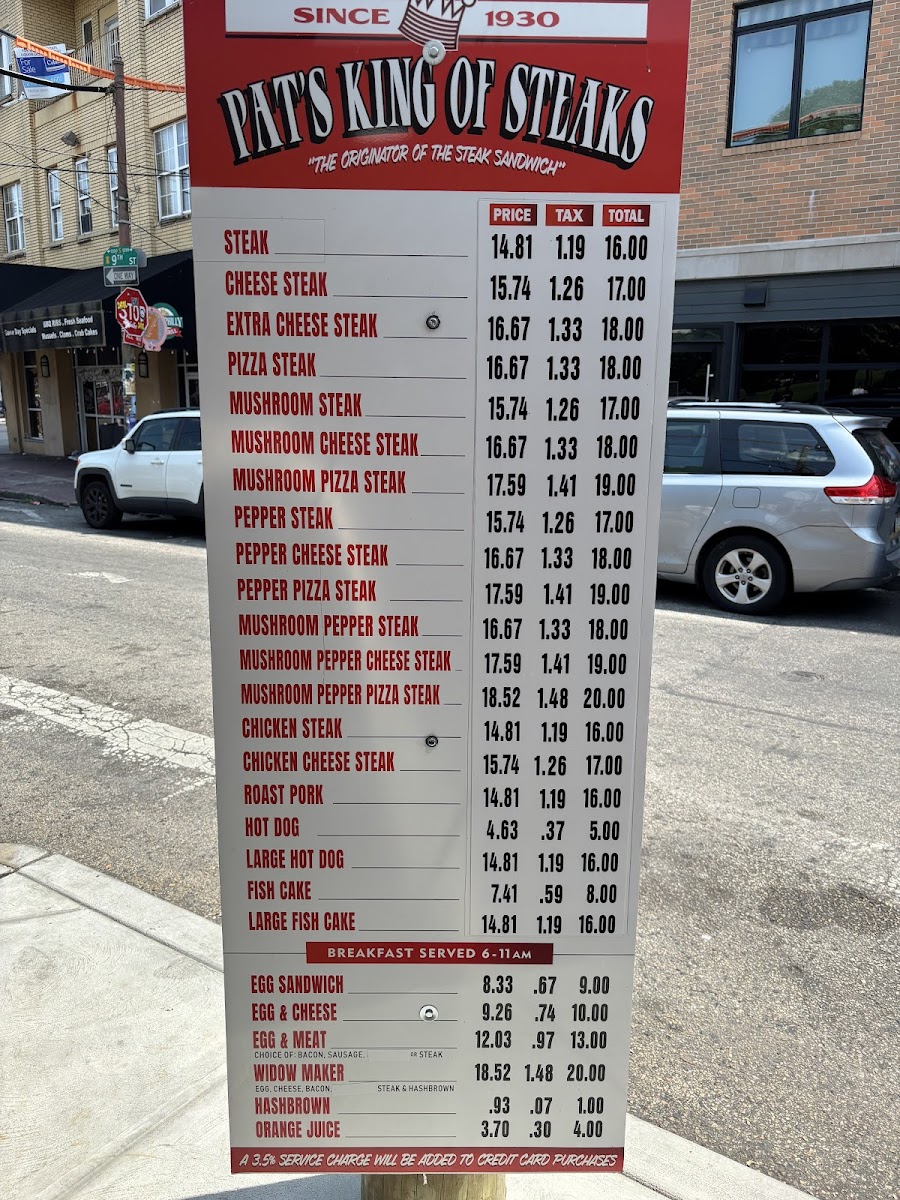 SINCE 1930
PAT'S KING OF STEAKS
"THE ORIGINATOR OF THE STEAK SANDWICH"
PRICE TAX TOTAL
STEAK 14.81 1.19 16.00
CHEESE STEAK 15.74 1.26 17.00
EXTRA CHEESE STEAK 16.67 1.33 18.00
PIZZA STEAK 16.67 1.33 18.00
MUSHROOM STEAK 15.74 1.26 17.00
MUSHROOM CHEESE STEAK 16.67 1.33 18.00
MUSHROOM PIZZA STEAK 17.59 1.41 19.00
PEPPER STEAK 15.74 1.26 17.00
PEPPER CHEESE STEAK 16.67 1.33 18.00
PEPPER PIZZA STEAK 17.59 1.41 19.00
MUSHROOM PEPPER STEAK 16.67 1.33 18.00
MUSHROOM PEPPER CHEESE STEAK 17.59 1.41 19.00
MUSHROOM PEPPER PIZZA STEAK 18.52 1.48 20.00
CHICKEN STEAK 14.81 1.19 16.00
CHICKEN CHEESE STEAK 15.74 1.26 17.00
ROAST PORK 14.81 1.19 16.00
HOT DOG 4.63 .37 5.00
LARGE HOT DOG 14.81 1.19 16.00
FISH CAKE 7.41 .59 8.00
LARGE FISH CAKE 14.81 1.19 16.00
BREAKFAST SERVED 6-11AM
EGG SANDWICH 8.33 .67 9.00
EGG & CHEESE 9.26 .74 10.00
EGG & MEAT 12.03 .97 13.00
CHOICE OF: BACON, SAUSAGE, OR STEAK
WIDOW MAKER 18.52 1.48 20.00
EGG, CHEESE, BACON, STEAK & HASHBROWN
HASHBROWN .93 .07 1.00
ORANGE JUICE 3.70 .30 4.00
A 3.5% SERVICE CHARGE WILL BE ADDED TO CREDIT CARD PURCHASES
For Sale
9TH ST
ONE WAY
STOP
BBQ RIBS . Fresh Seafood
Mussels . Clams . Crab Cakes